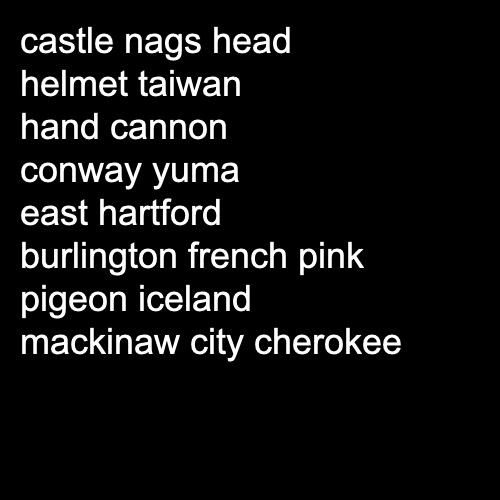 castle nags head
helmet taiwan
hand cannon
conway yuma
east hartford
burlington french pink
pigeon iceland
mackinaw city cherokee